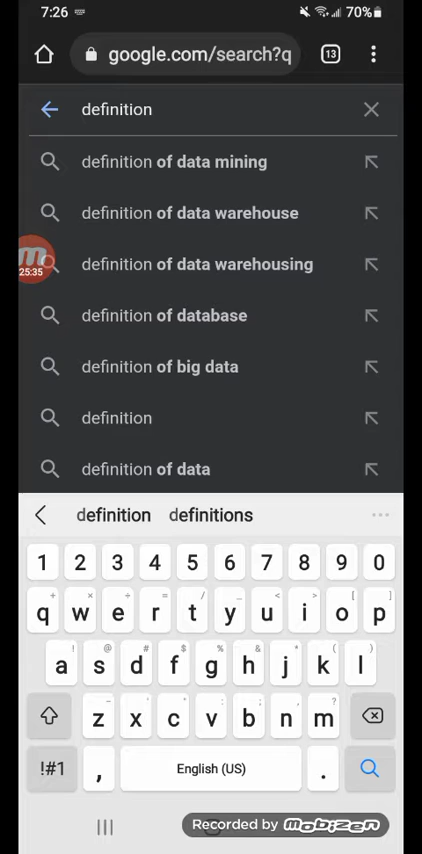 7:26
70%
google.com/search?q
13
definition
definition of data mining
definition of data warehouse
definition of data warehousing
m
25:35
definition of database
definition of big data
definition
definition of data
definition definitions
1 2 3 4 5 6 7 8 9 0
+ × ÷ = / _ < > [ ]
q w e r t y u i o p
! @ # $ % & * ( )
a s d f g h j k l
- ' " : ; , ?
z x c v b n m
!#1 , English (US) .
Recorded by mobizen